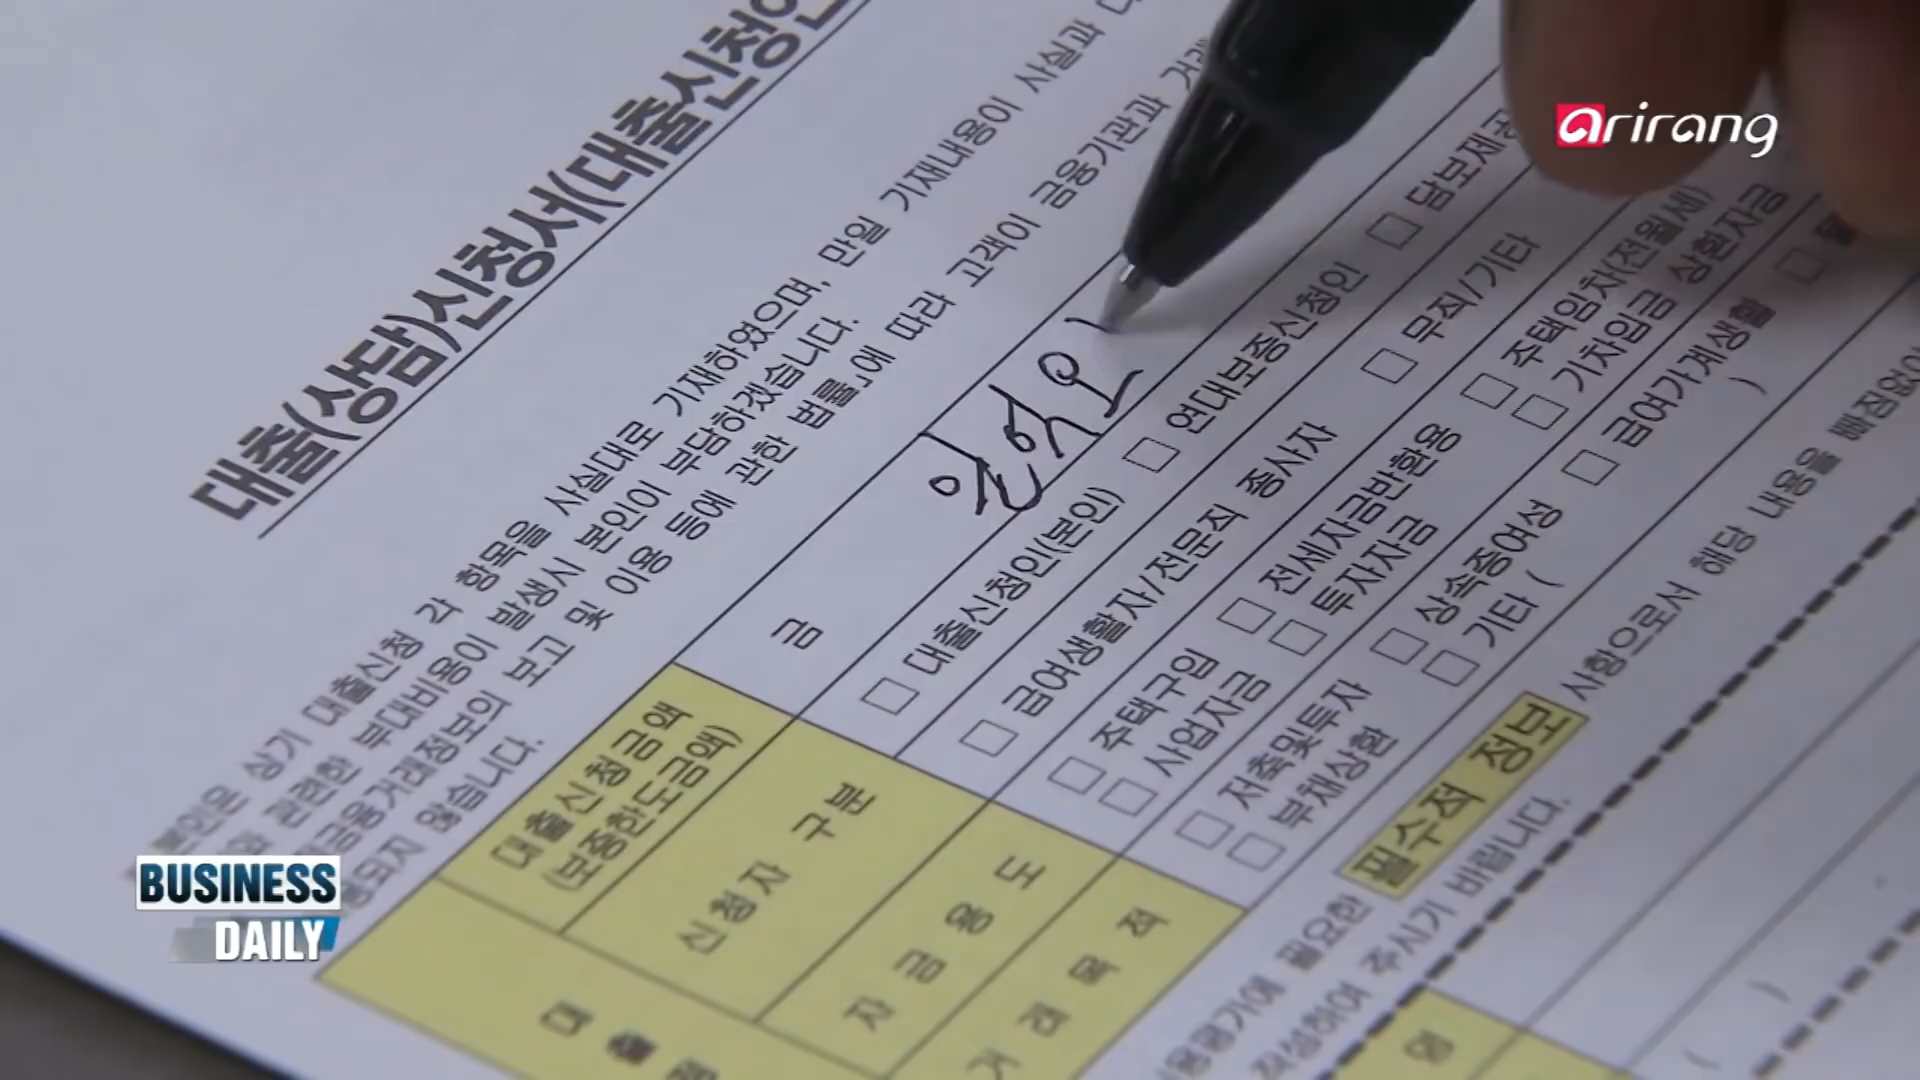 arirang
대출(상담)신청서(대출신청인
본인은 상기 대출신청 각 항목을 사실대로 기재하였으며, 만일 기재내용이 사실과
관련한 부대비용이 발생시 본인이 부담하겠습니다.
금융거래정보의 보고 및 이용 등에 관한 법률」에 따라 고객이 금융기관과
되지 않습니다.
대출신청금액
(보증한도금액)
금 일억오
신청자 구분
□ 대출신청인(본인) □ 연대보증신청인 □ 담보제공
□ 급여생활자/전문직 종사자 □ 무직/기타
자금용도
□ 주택구입 □ 전세자금반환용 □ 주택임차(전월세)
□ 사업자금 □ 투자자금 □ 기차입금 상환자금
거래목적
□ 저축및투자 □ 상속증여성 □ 급여가계생활
□ 부채상환 □ 기타 ( )
대출
필요한 필수적 정보 사항으로서 해당 내용을 빠짐없이
작성하여 주시기 바랍니다.
BUSINESS
DAILY